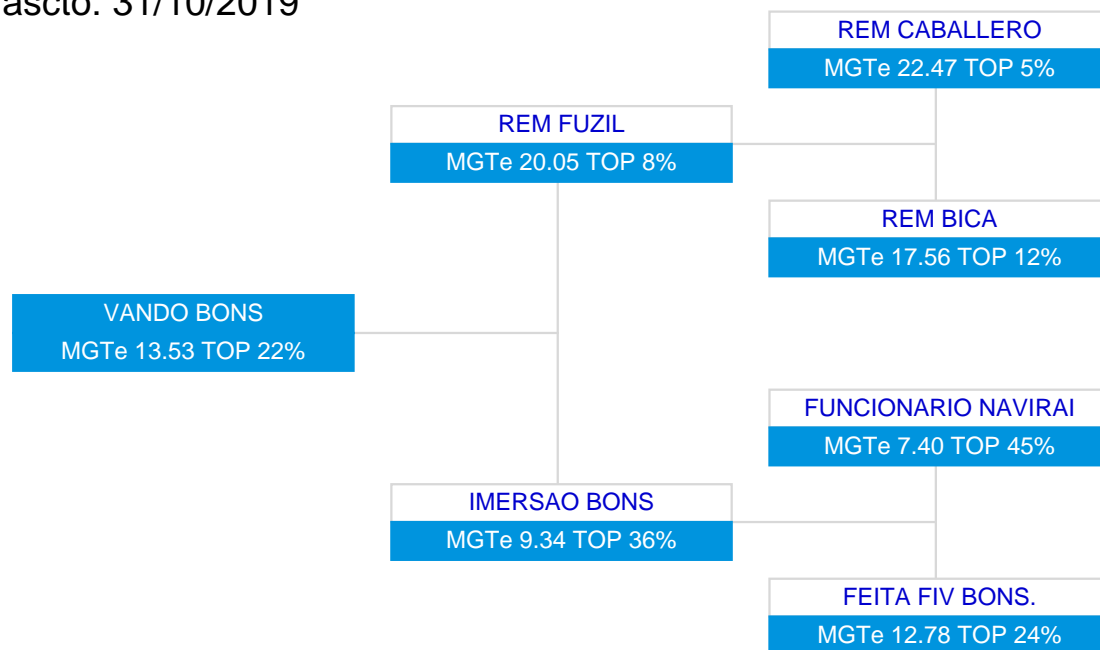 ascto: 31/10/2019
REM CABALLERO
MGTe 22.47 TOP 5%
REM FUZIL
MGTe 20.05 TOP 8%
REM BICA
MGTe 17.56 TOP 12%
VANDO BONS
MGTe 13.53 TOP 22%
FUNCIONARIO NAVIRAI
MGTe 7.40 TOP 45%
IMERSAO BONS
MGTe 9.34 TOP 36%
FEITA FIV BONS.
MGTe 12.78 TOP 24%